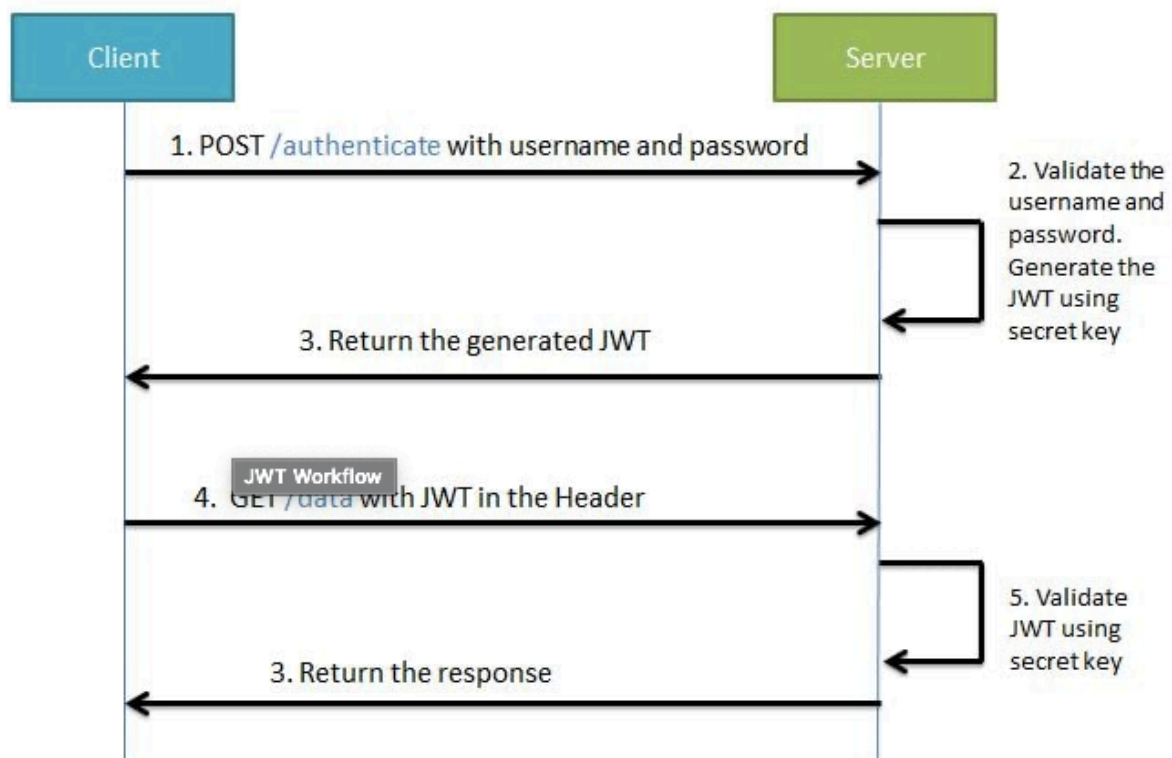 Client
Server
1. POST /authenticate with username and password
2. Validate the
username and
password.
Generate the
JWT using
secret key
3. Return the generated JWT
JWT Workflow
4. GET /data with JWT in the Header
5. Validate
JWT using
secret key
3. Return the response